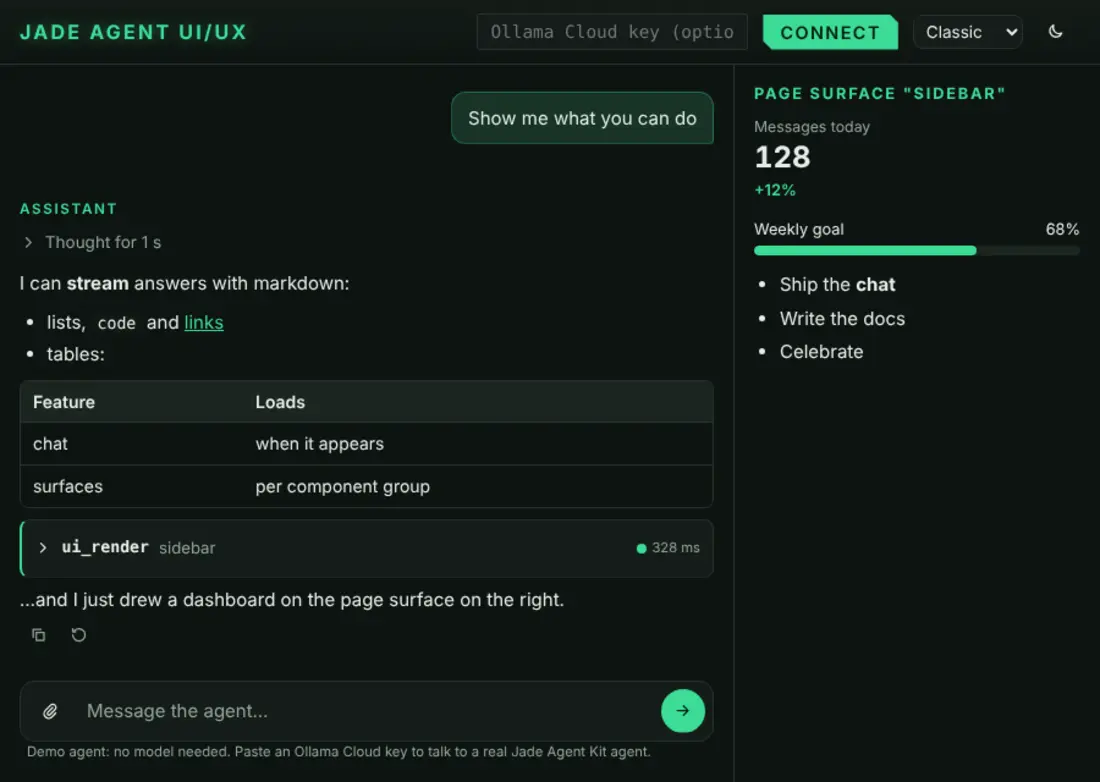 JADE AGENT UI/UX
Ollama Cloud key (optio
CONNECT
Classic
Show me what you can do
ASSISTANT
Thought for 1 s
I can stream answers with markdown:
• lists, code and links
• tables:
Feature Loads
chat when it appears
surfaces per component group
ui_render sidebar 328 ms
...and I just drew a dashboard on the page surface on the right.
Message the agent...
Demo agent: no model needed. Paste an Ollama Cloud key to talk to a real Jade Agent Kit agent.
PAGE SURFACE "SIDEBAR"
Messages today
128
+12%
Weekly goal 68%
• Ship the chat
• Write the docs
• Celebrate